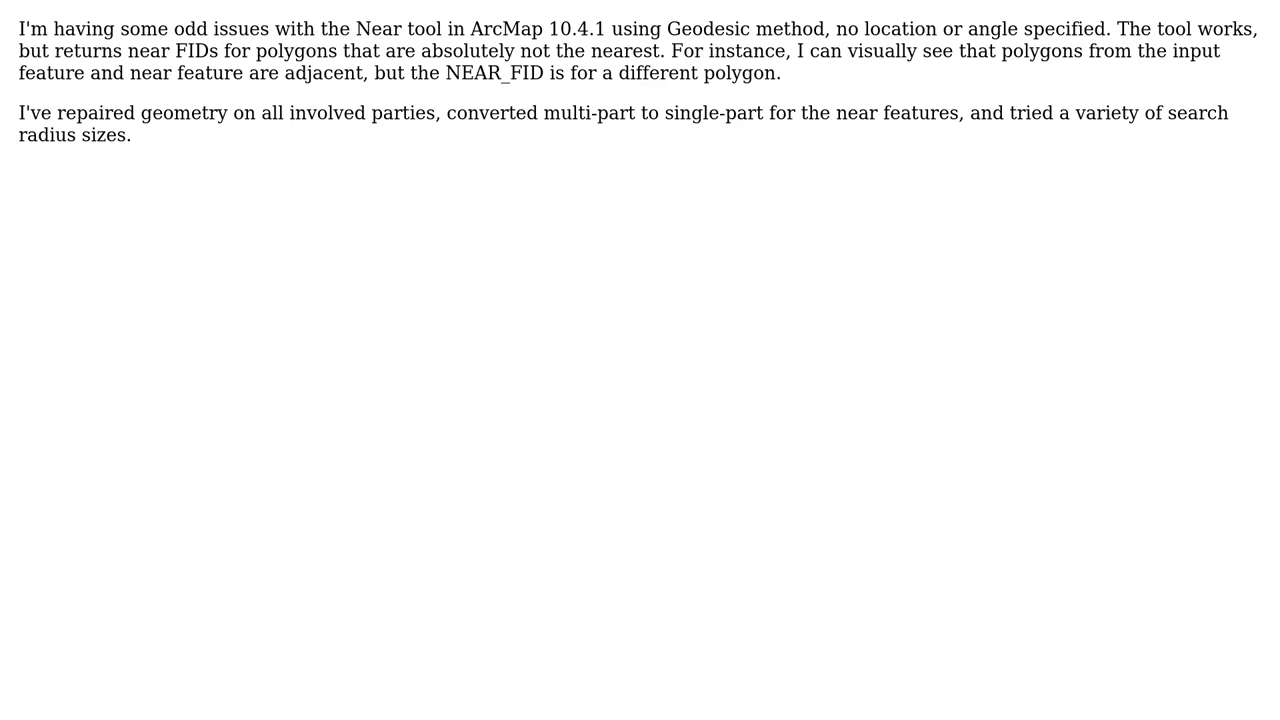 I'm having some odd issues with the Near tool in ArcMap 10.4.1 using Geodesic method, no location or angle specified. The tool works,
but returns near FIDs for polygons that are absolutely not the nearest. For instance, I can visually see that polygons from the input
feature and near feature are adjacent, but the NEAR_FID is for a different polygon.
I've repaired geometry on all involved parties, converted multi-part to single-part for the near features, and tried a variety of search
radius sizes.